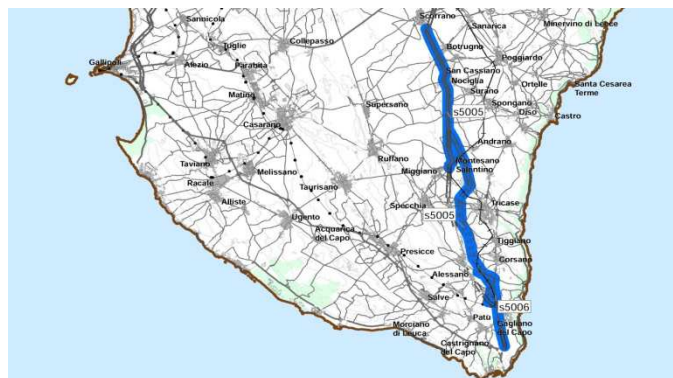 Sannicola
Scorrano
Sanarica
Minervino di Lecce
Tuglie
Collepasso
Botrugno
Poggiardo
Gallipoli
Alezio
Parabita
San Cassiano
Nociglia
Ortelle
Santa Cesarea
Terme
Matino
Surano
Supersano
Spongano
Diso
Castro
s5005
Casarano
Andrano
Ruffano
Taviano
Montesano
Salentino
Melissano
Miggiano
Racale
Taurisano
Alliste
Specchia
Tricase
s5005
Ugento
Acquarica
del Capo
Tiggiano
Presicce
Corsano
Alessano
Salve
s5006
Patù
Gagliano
del Capo
Morciano
di Leuca
Castrignano
del Capo